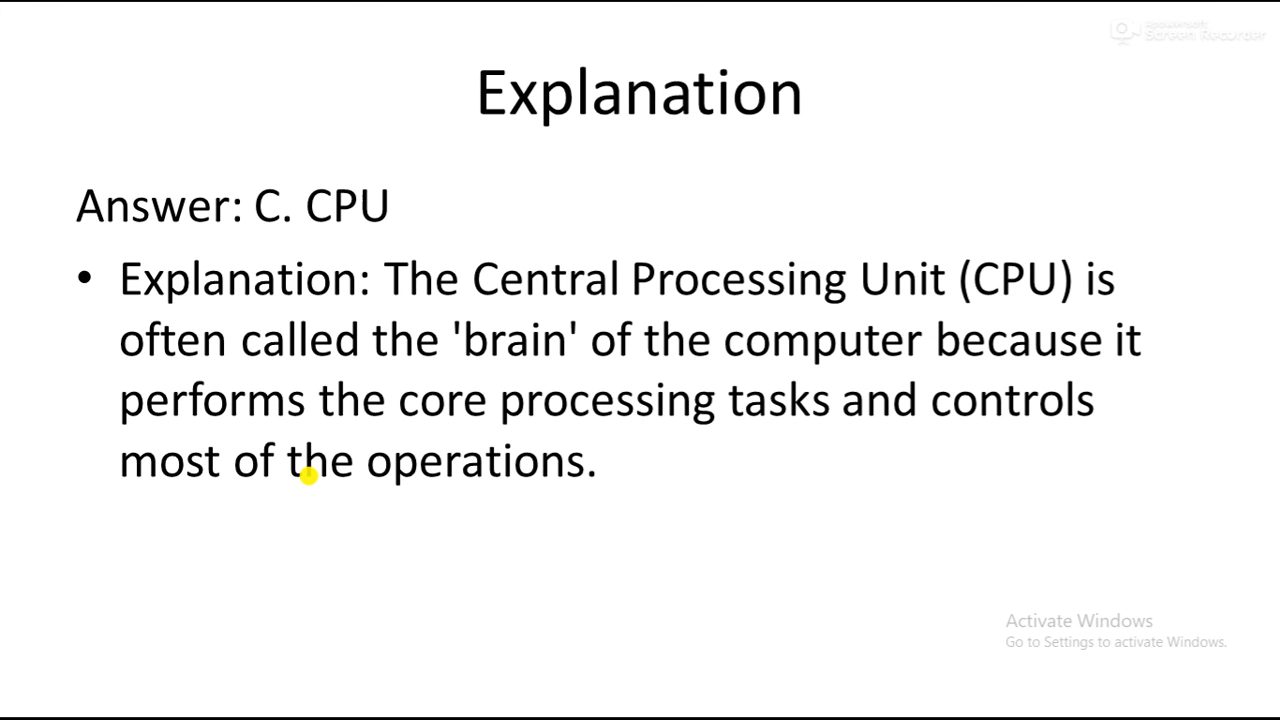 Screen Recorder
Explanation
Answer: C. CPU
• Explanation: The Central Processing Unit (CPU) is
often called the 'brain' of the computer because it
performs the core processing tasks and controls
most of the operations.
Activate Windows
Go to Settings to activate Windows.